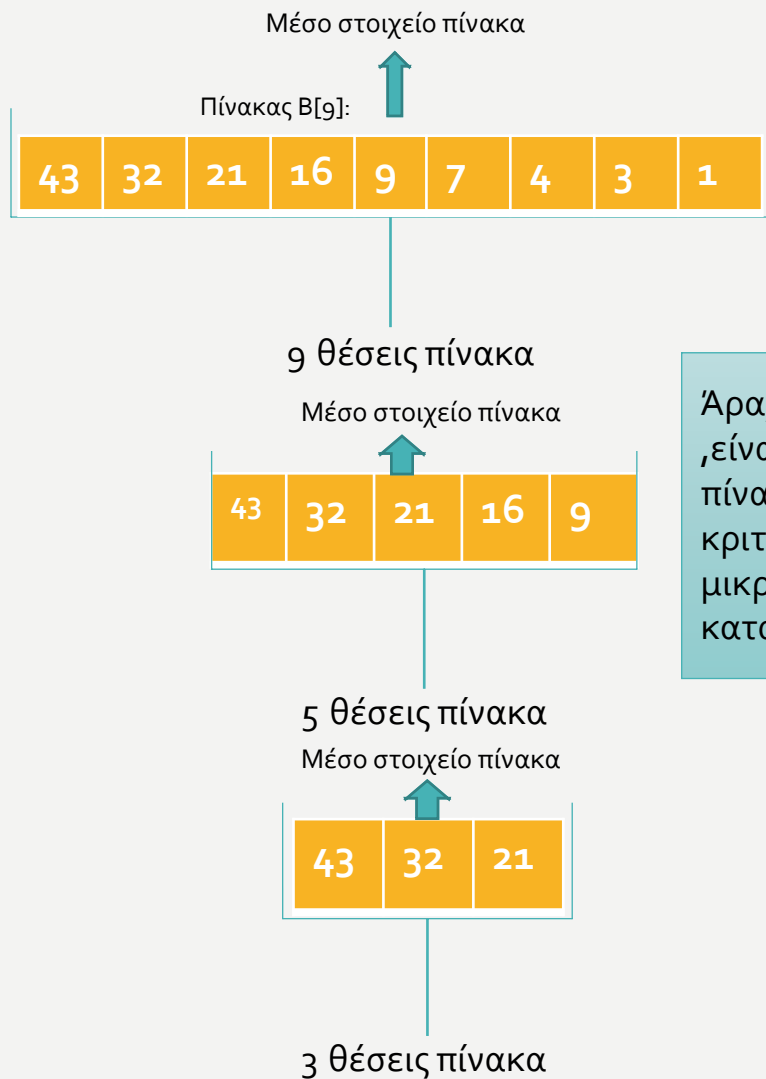 Μέσο στοιχείο πίνακα
Πίνακας Β[9]:
43 32 21 16 9 7 4 3 1
9 θέσεις πίνακα
Μέσο στοιχείο πίνακα
43 32 21 16 9
5 θέσεις πίνακα
Μέσο στοιχείο πίνακα
43 32 21
3 θέσεις πίνακα
Άρα